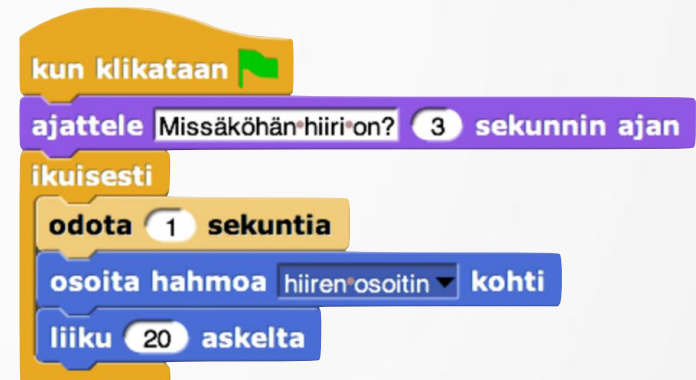 kun klikataan
ajattele Missäköhän hiiri on? 3 sekunnin ajan
ikuisesti
odota 1 sekuntia
osoita hahmoa hiiren osoitin kohti
liiku 20 askelta